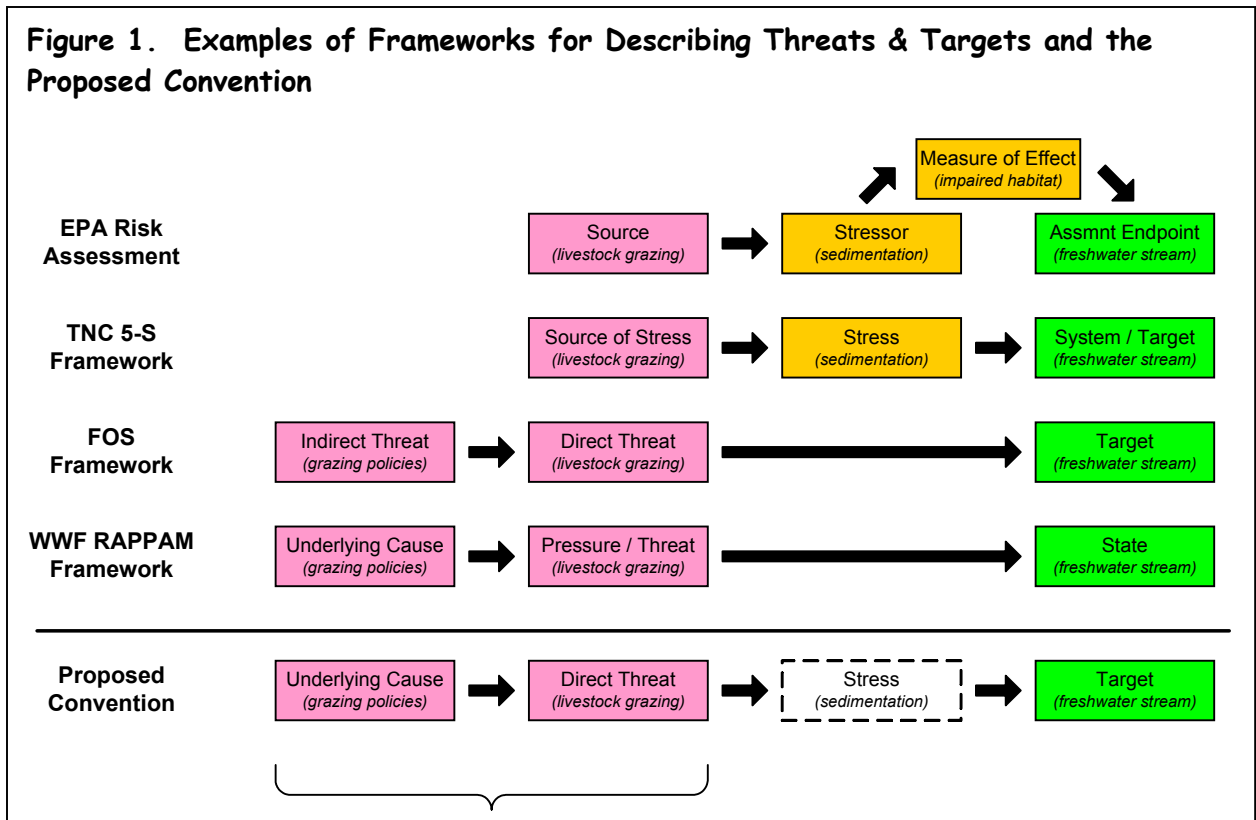 Figure 1. Examples of Frameworks for Describing Threats & Targets and the
Proposed Convention
Measure of Effect
(impaired habitat)
EPA Risk
Assessment
Source
(livestock grazing)
Stressor
(sedimentation)
Assmnt Endpoint
(freshwater stream)
TNC 5-S
Framework
Source of Stress
(livestock grazing)
Stress
(sedimentation)
System / Target
(freshwater stream)
FOS
Framework
Indirect Threat
(grazing policies)
Direct Threat
(livestock grazing)
Target
(freshwater stream)
WWF RAPPAM
Framework
Underlying Cause
(grazing policies)
Pressure / Threat
(livestock grazing)
State
(freshwater stream)
Proposed
Convention
Underlying Cause
(grazing policies)
Direct Threat
(livestock grazing)
Stress
(sedimentation)
Target
(freshwater stream)